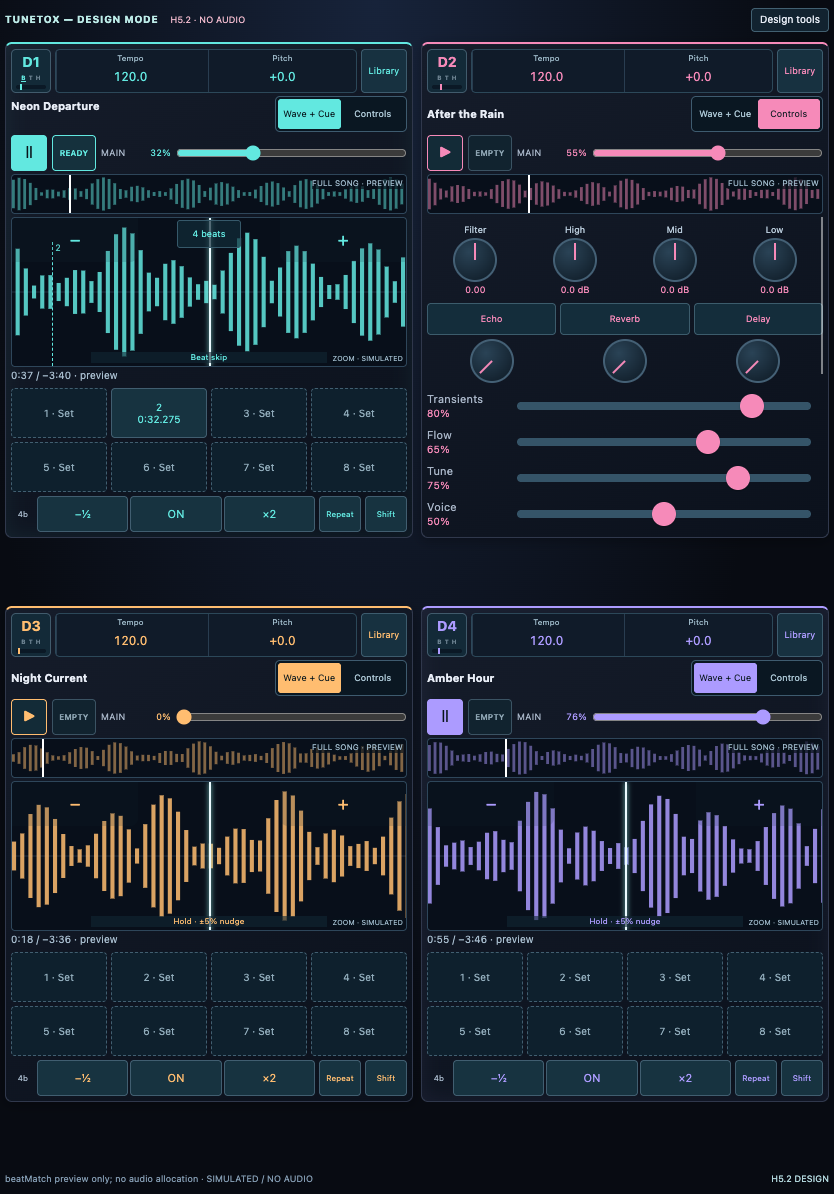 TUNETOX — DESIGN MODE H5.2 · NO AUDIO Design tools
D1 B T H Tempo 120.0 Pitch +0.0 Library
Neon Departure Wave + Cue Controls
READY MAIN 32%
FULL SONG · PREVIEW
4 beats
2 − +
Beat skip ZOOM · SIMULATED
0:37 / −3:40 · preview
1 · Set 2 0:32.275 3 · Set 4 · Set
5 · Set 6 · Set 7 · Set 8 · Set
4b −½ ON ×2 Repeat Shift
D2 B T H Tempo 120.0 Pitch +0.0 Library
After the Rain Wave + Cue Controls
EMPTY MAIN 55%
FULL SONG · PREVIEW
Filter High Mid Low
0.00 0.0 dB 0.0 dB 0.0 dB
Echo Reverb Delay
Transients
80%
Flow
65%
Tune
75%
Voice
50%
D3 B T H Tempo 120.0 Pitch +0.0 Library
Night Current Wave + Cue Controls
EMPTY MAIN 0%
FULL SONG · PREVIEW
− +
Hold · ±5% nudge ZOOM · SIMULATED
0:18 / −3:36 · preview
1 · Set 2 · Set 3 · Set 4 · Set
5 · Set 6 · Set 7 · Set 8 · Set
4b −½ ON ×2 Repeat Shift
D4 B T H Tempo 120.0 Pitch +0.0 Library
Amber Hour Wave + Cue Controls
EMPTY MAIN 76%
FULL SONG · PREVIEW
− +
Hold · ±5% nudge ZOOM · SIMULATED
0:55 / −3:46 · preview
1 · Set 2 · Set 3 · Set 4 · Set
5 · Set 6 · Set 7 · Set 8 · Set
4b −½ ON ×2 Repeat Shift
beatMatch preview only; no audio allocation · SIMULATED / NO AUDIO H5.2 DESIGN